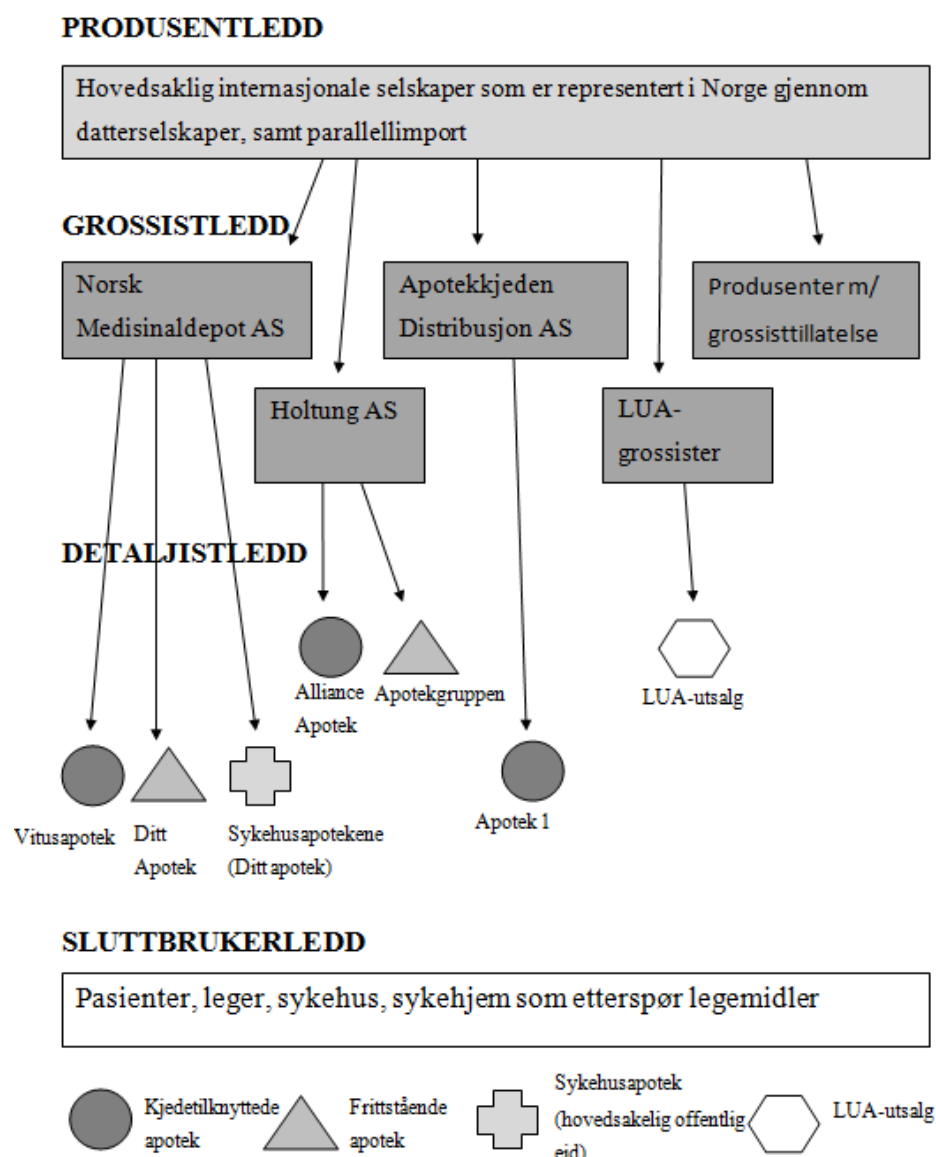 PRODUSENTLEDD
Hovedsaklig internasjonale selskaper som er representert i Norge gjennom
datterselskaper, samt parallellimport
GROSSISTLEDD
Norsk
Medisinaldepot AS
Apotekkjeden
Distribusjon AS
Produsenter m/
grossisttillatelse
Holtung AS
LUA-
grossister
DETALJISTLEDD
Alliance
Apotek
Apotekgruppen
LUA-utsalg
Vitusapotek
Ditt
Apotek
Sykehusapotekene
(Ditt apotek)
Apotek 1
SLUTTBRUKERLEDD
Pasienter, leger, sykehus, sykehjem som etterspør legemidler
Kjedetilknyttede
apotek
Frittstående
apotek
Sykehusapotek
(hovedsakelig offentlig
eid)
LUA-utsalg